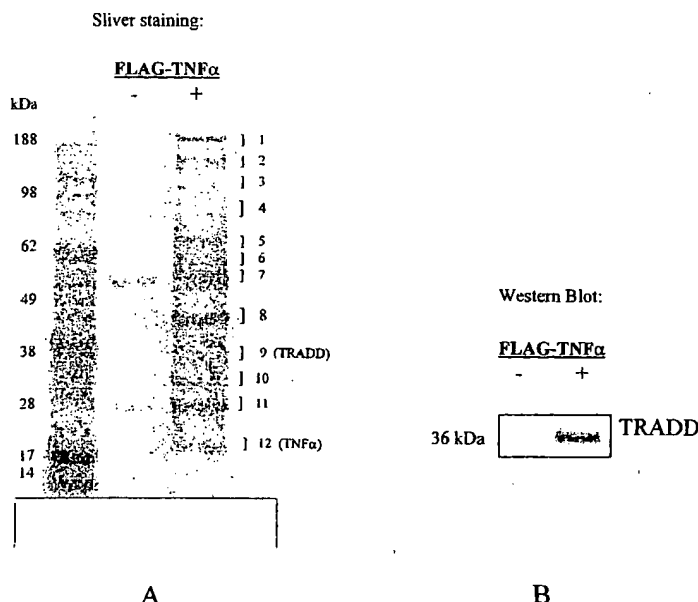 Sliver staining:
FLAG-TNFα
- +
kDa
188
98
62
49
38
28
17
14
] 1
] 2
] 3
] 4
] 5
] 6
] 7
] 8
] 9 (TRADD)
] 10
] 11
] 12 (TNFα)
Western Blot:
FLAG-TNFα
- +
36 kDa
TRADD
A
B